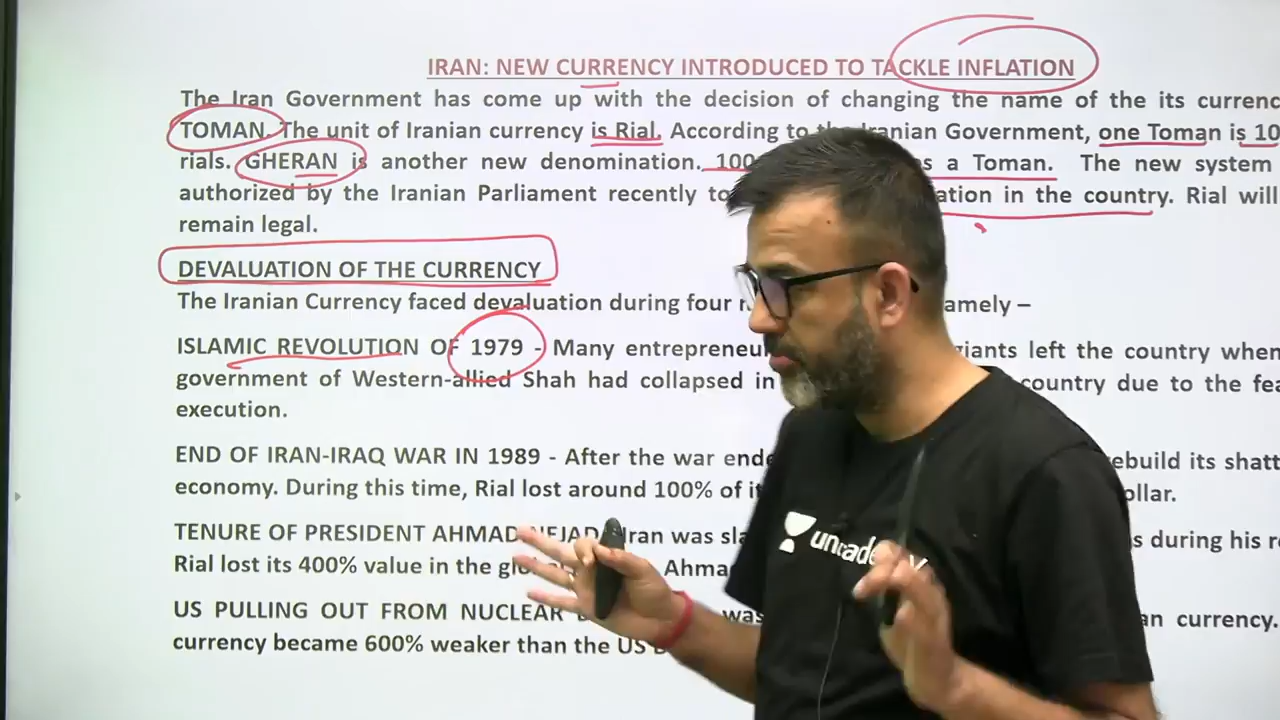 IRAN: NEW CURRENCY INTRODUCED TO TACKLE INFLATION
The Iran Government has come up with the decision of changing the name of the its currenc
TOMAN. The unit of Iranian currency is Rial. According to the Iranian Government, one Toman is 10
rials. GHERAN is another new denomination. 100 s a Toman. The new system
authorized by the Iranian Parliament recently to ation in the country. Rial will
remain legal.
DEVALUATION OF THE CURRENCY
The Iranian Currency faced devaluation during four amely –
ISLAMIC REVOLUTION OF 1979 - Many entrepreneu giants left the country when
government of Western-allied Shah had collapsed in country due to the fea
execution.
END OF IRAN-IRAQ WAR IN 1989 - After the war ende ebuild its shatt
economy. During this time, Rial lost around 100% of i ollar.
TENURE OF PRESIDENT AHMAD NEJAD Iran was sla s during his r
Rial lost its 400% value in the gl Ahma
US PULLING OUT FROM NUCLEAR was an currency.
currency became 600% weaker than the US
unacademy